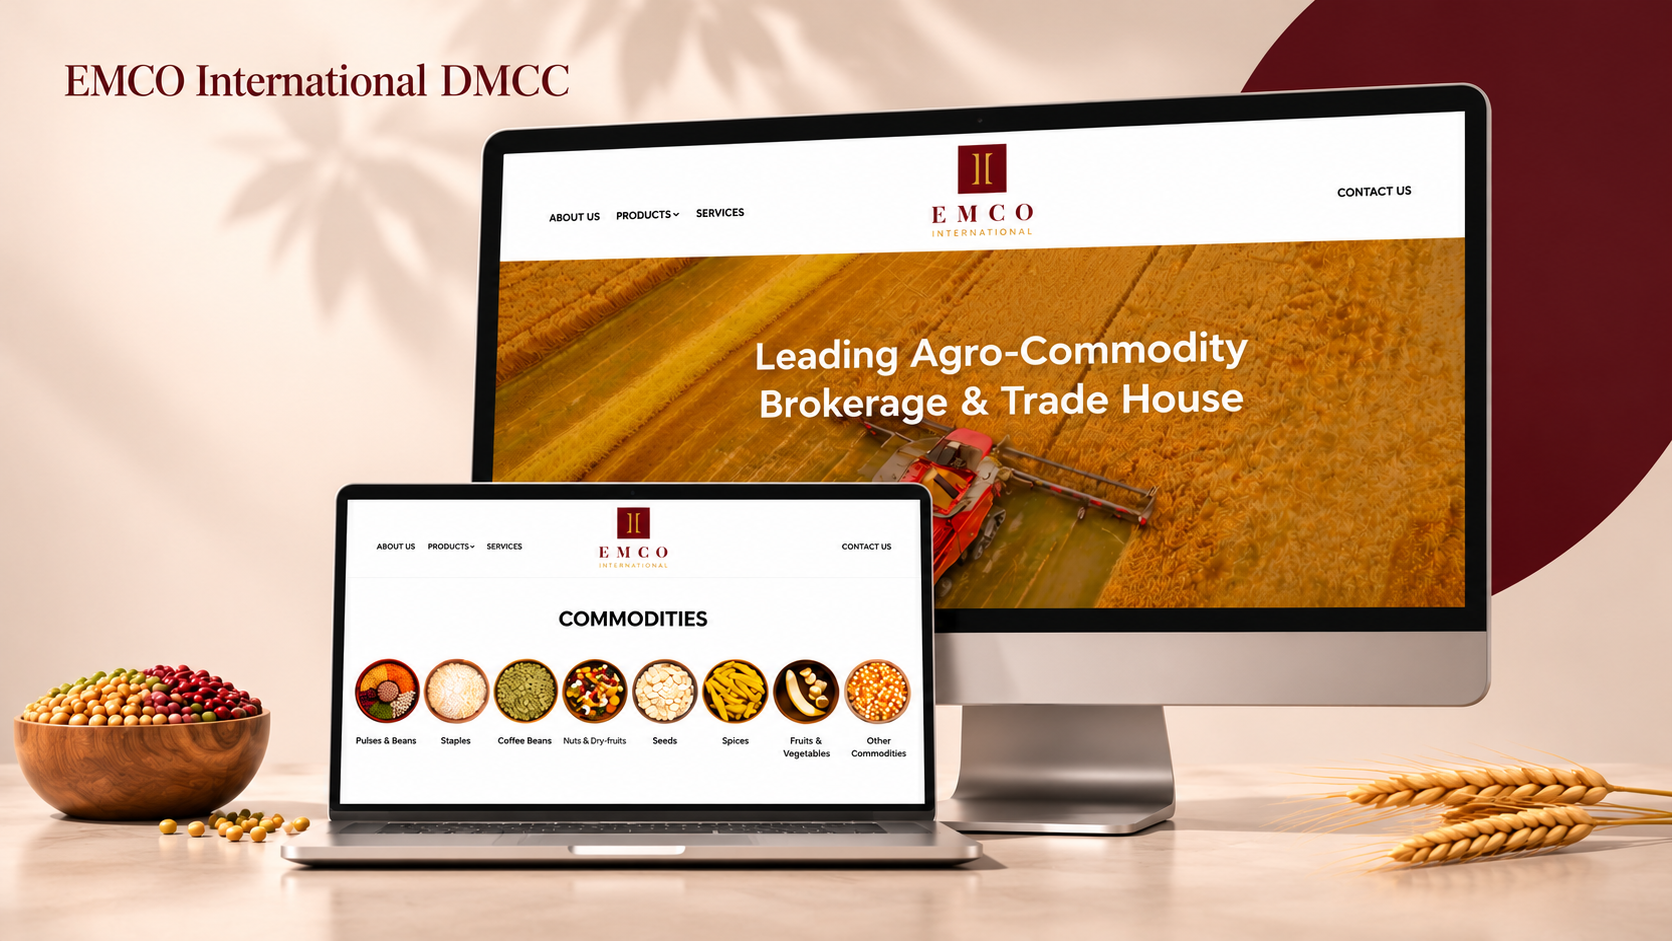 EMCO International DMCC
ABOUT US PRODUCTS SERVICES
EMCO
INTERNATIONAL
CONTACT US
Leading Agro-Commodity
Brokerage & Trade House
ABOUT US PRODUCTS SERVICES
EMCO
INTERNATIONAL
CONTACT US
COMMODITIES
Pulses & Beans
Staples
Coffee Beans
Nuts & Dry-fruits
Seeds
Spices
Fruits &
Vegetables
Other
Commodities